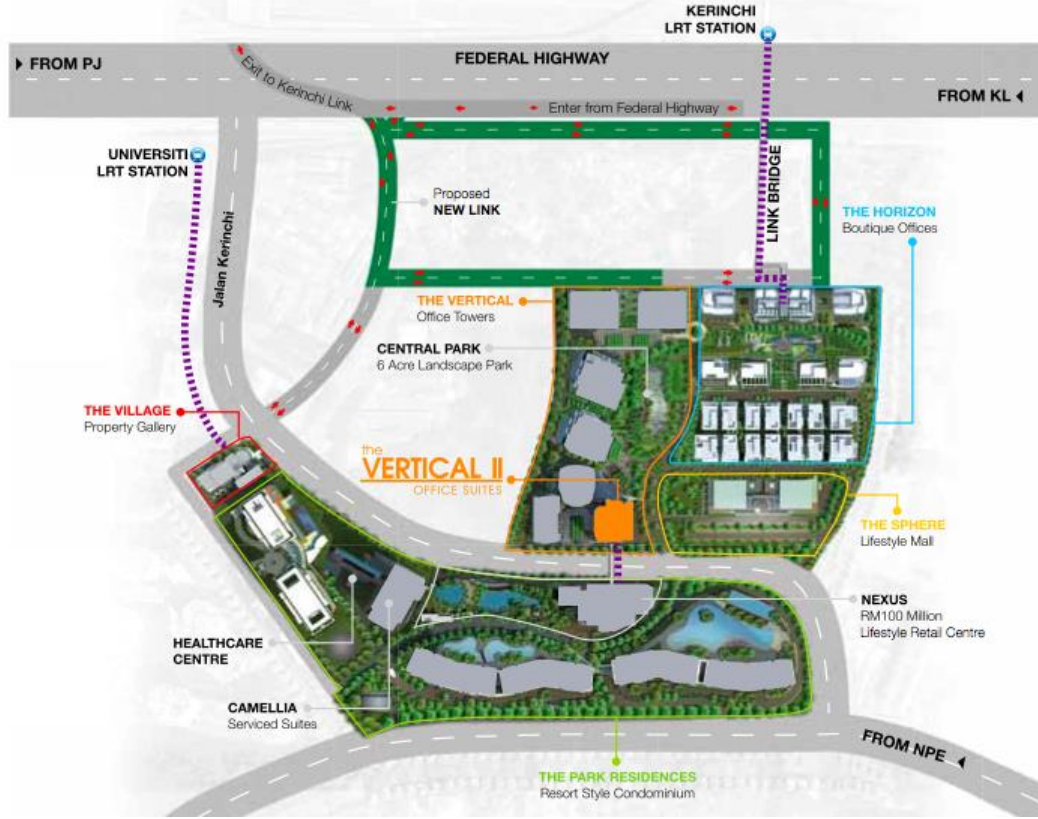 KERINCHI
LRT STATION
FROM PJ
FEDERAL HIGHWAY
Exit to Kerinchi Link
Enter from Federal Highway
FROM KL
UNIVERSITI
LRT STATION
Proposed
NEW LINK
LINK BRIDGE
THE HORIZON
Boutique Offices
Jalan Kerinchi
THE VERTICAL
Office Towers
CENTRAL PARK
6 Acre Landscape Park
THE VILLAGE
Property Gallery
the
VERTICAL II
OFFICE SUITES
THE SPHERE
Lifestyle Mall
NEXUS
RM100 Million
Lifestyle Retail Centre
HEALTHCARE
CENTRE
CAMELLIA
Serviced Suites
FROM NPE
THE PARK RESIDENCES
Resort Style Condominium